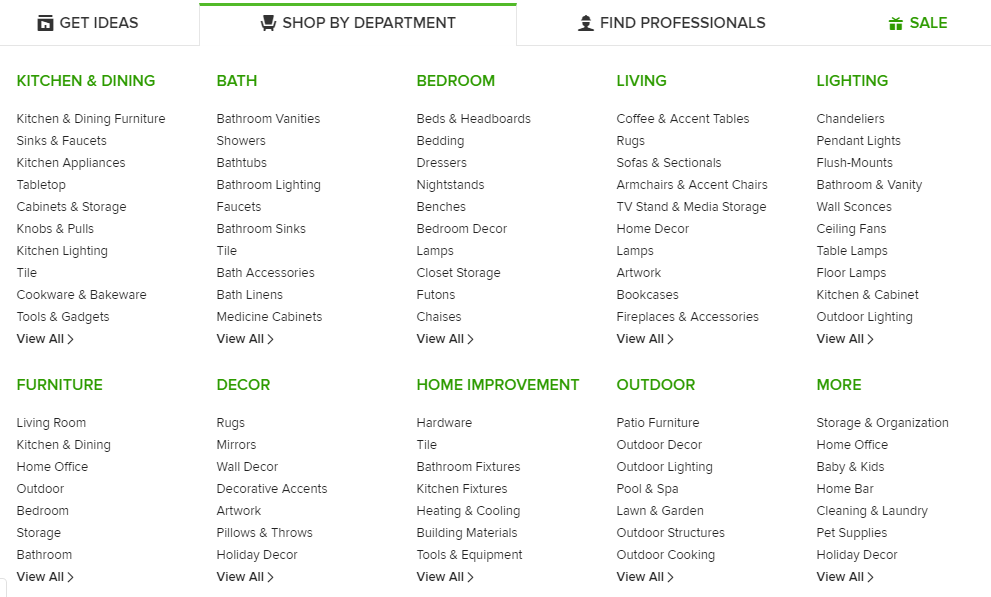 GET IDEAS
SHOP BY DEPARTMENT
FIND PROFESSIONALS
SALE
KITCHEN & DINING
Kitchen & Dining Furniture
Sinks & Faucets
Kitchen Appliances
Tabletop
Cabinets & Storage
Knobs & Pulls
Kitchen Lighting
Tile
Cookware & Bakeware
Tools & Gadgets
View All
BATH
Bathroom Vanities
Showers
Bathtubs
Bathroom Lighting
Faucets
Bathroom Sinks
Tile
Bath Accessories
Bath Linens
Medicine Cabinets
View All
BEDROOM
Beds & Headboards
Bedding
Dressers
Nightstands
Benches
Bedroom Decor
Lamps
Closet Storage
Futons
Chaises
View All
LIVING
Coffee & Accent Tables
Rugs
Sofas & Sectionals
Armchairs & Accent Chairs
TV Stand & Media Storage
Home Decor
Lamps
Artwork
Bookcases
Fireplaces & Accessories
View All
LIGHTING
Chandeliers
Pendant Lights
Flush-Mounts
Bathroom & Vanity
Wall Sconces
Ceiling Fans
Table Lamps
Floor Lamps
Kitchen & Cabinet
Outdoor Lighting
View All
FURNITURE
Living Room
Kitchen & Dining
Home Office
Outdoor
Bedroom
Storage
Bathroom
View All
DECOR
Rugs
Mirrors
Wall Decor
Decorative Accents
Artwork
Pillows & Throws
Holiday Decor
View All
HOME IMPROVEMENT
Hardware
Tile
Bathroom Fixtures
Kitchen Fixtures
Heating & Cooling
Building Materials
Tools & Equipment
View All
OUTDOOR
Patio Furniture
Outdoor Decor
Outdoor Lighting
Pool & Spa
Lawn & Garden
Outdoor Structures
Outdoor Cooking
View All
MORE
Storage & Organization
Home Office
Baby & Kids
Home Bar
Cleaning & Laundry
Pet Supplies
Holiday Decor
View All